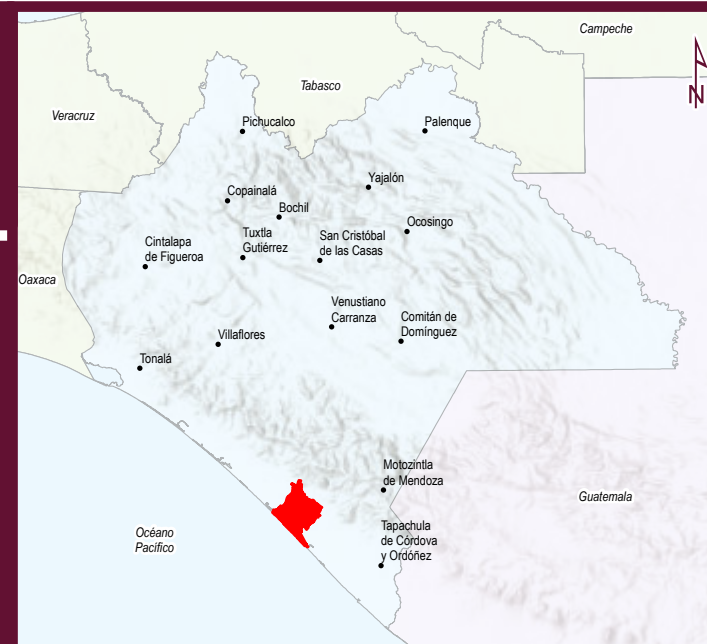 Campeche
Tabasco
N
Veracruz
Pichucalco
Palenque
Yajalón
Copainalá
Bochil
Ocosingo
Tuxtla
Gutiérrez
San Cristóbal
de las Casas
Cintalapa
de Figueroa
Oaxaca
Venustiano
Carranza
Comitán de
Domínguez
Villaflores
Tonalá
Motozintla
de Mendoza
Guatemala
Océano
Pacífico
Tapachula
de Córdova
y Ordóñez